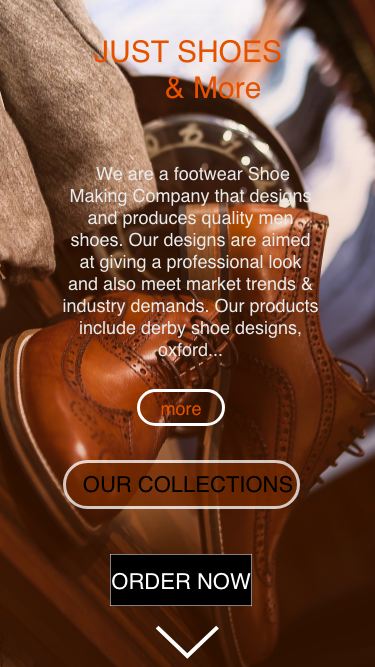 JUST SHOES
& More
We are a footwear Shoe
Making Company that designs
and produces quality men
shoes. Our designs are aimed
at giving a professional look
and also meet market trends &
industry demands. Our products
include derby shoe designs,
oxford...
more
OUR COLLECTIONS
ORDER NOW